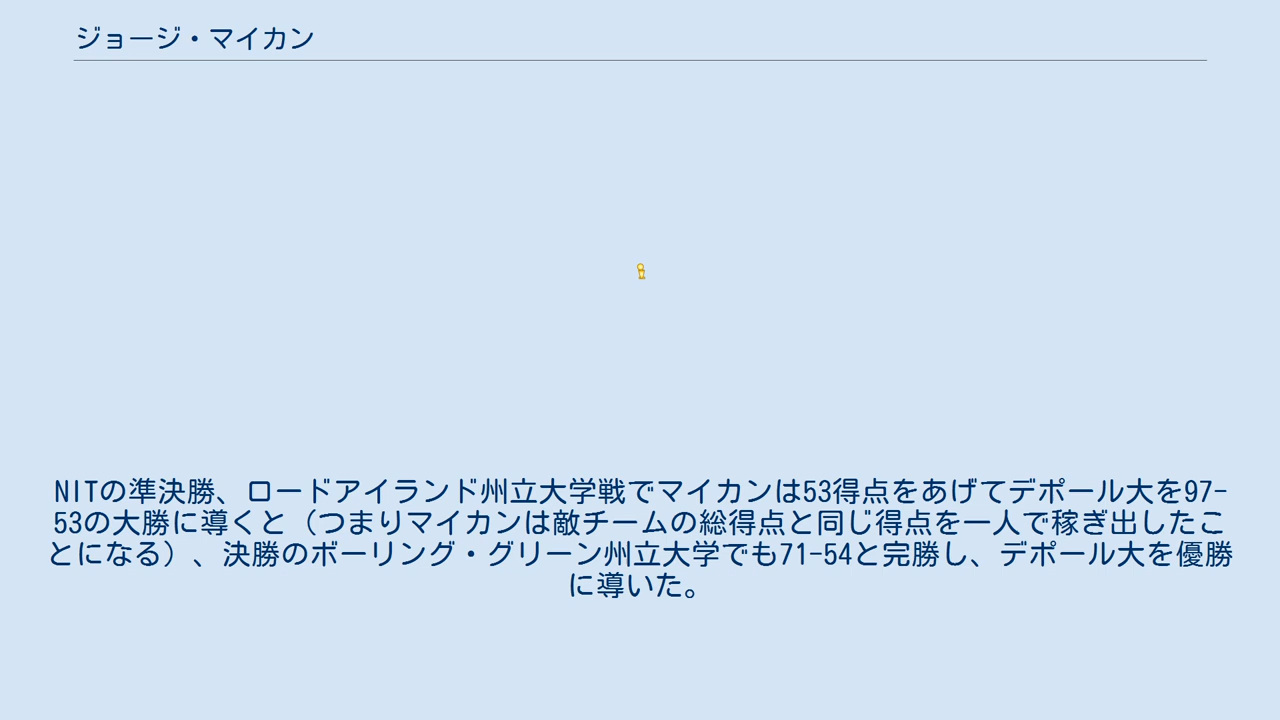 ジョージ・マイカン
NITの準決勝、ロードアイランド州立大学戦でマイカンは53得点をあげてデポール大を97-
53の大勝に導くと（つまりマイカンは敵チームの総得点と同じ得点を一人で稼ぎ出したこ
とになる）、決勝のボーリング・グリーン州立大学でも71-54と完勝し、デポール大を優勝
に導いた。